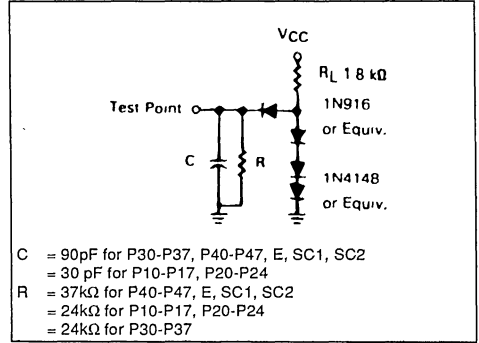 VCC
RL 1 8 kΩ
Test Point
1N916
or Equiv.
C
R
1N4148
or Equiv.
C = 90pF for P30-P37, P40-P47, E, SC1, SC2
= 30 pF for P10-P17, P20-P24
R = 37kΩ for P40-P47, E, SC1, SC2
= 24kΩ for P10-P17, P20-P24
= 24kΩ for P30-P37